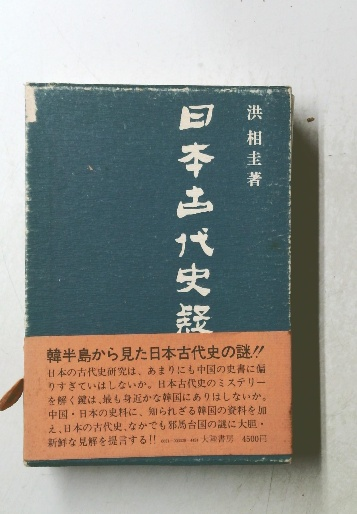 洪相圭著
日本古代史疑
韓半島から見た日本古代史の謎!!
日本の古代史研究は、あまりにも中国の史書に偏
りすぎていはしないか。日本古代史のミステリー
を解く鍵は、最も身近かな韓国にありはしないか。
中国・日本の史料に、知られざる韓国の資料を加
え、日本の古代史、なかでも邪馬台国の謎に大胆・
新鮮な見解を提言する!! 大和書房 4500円